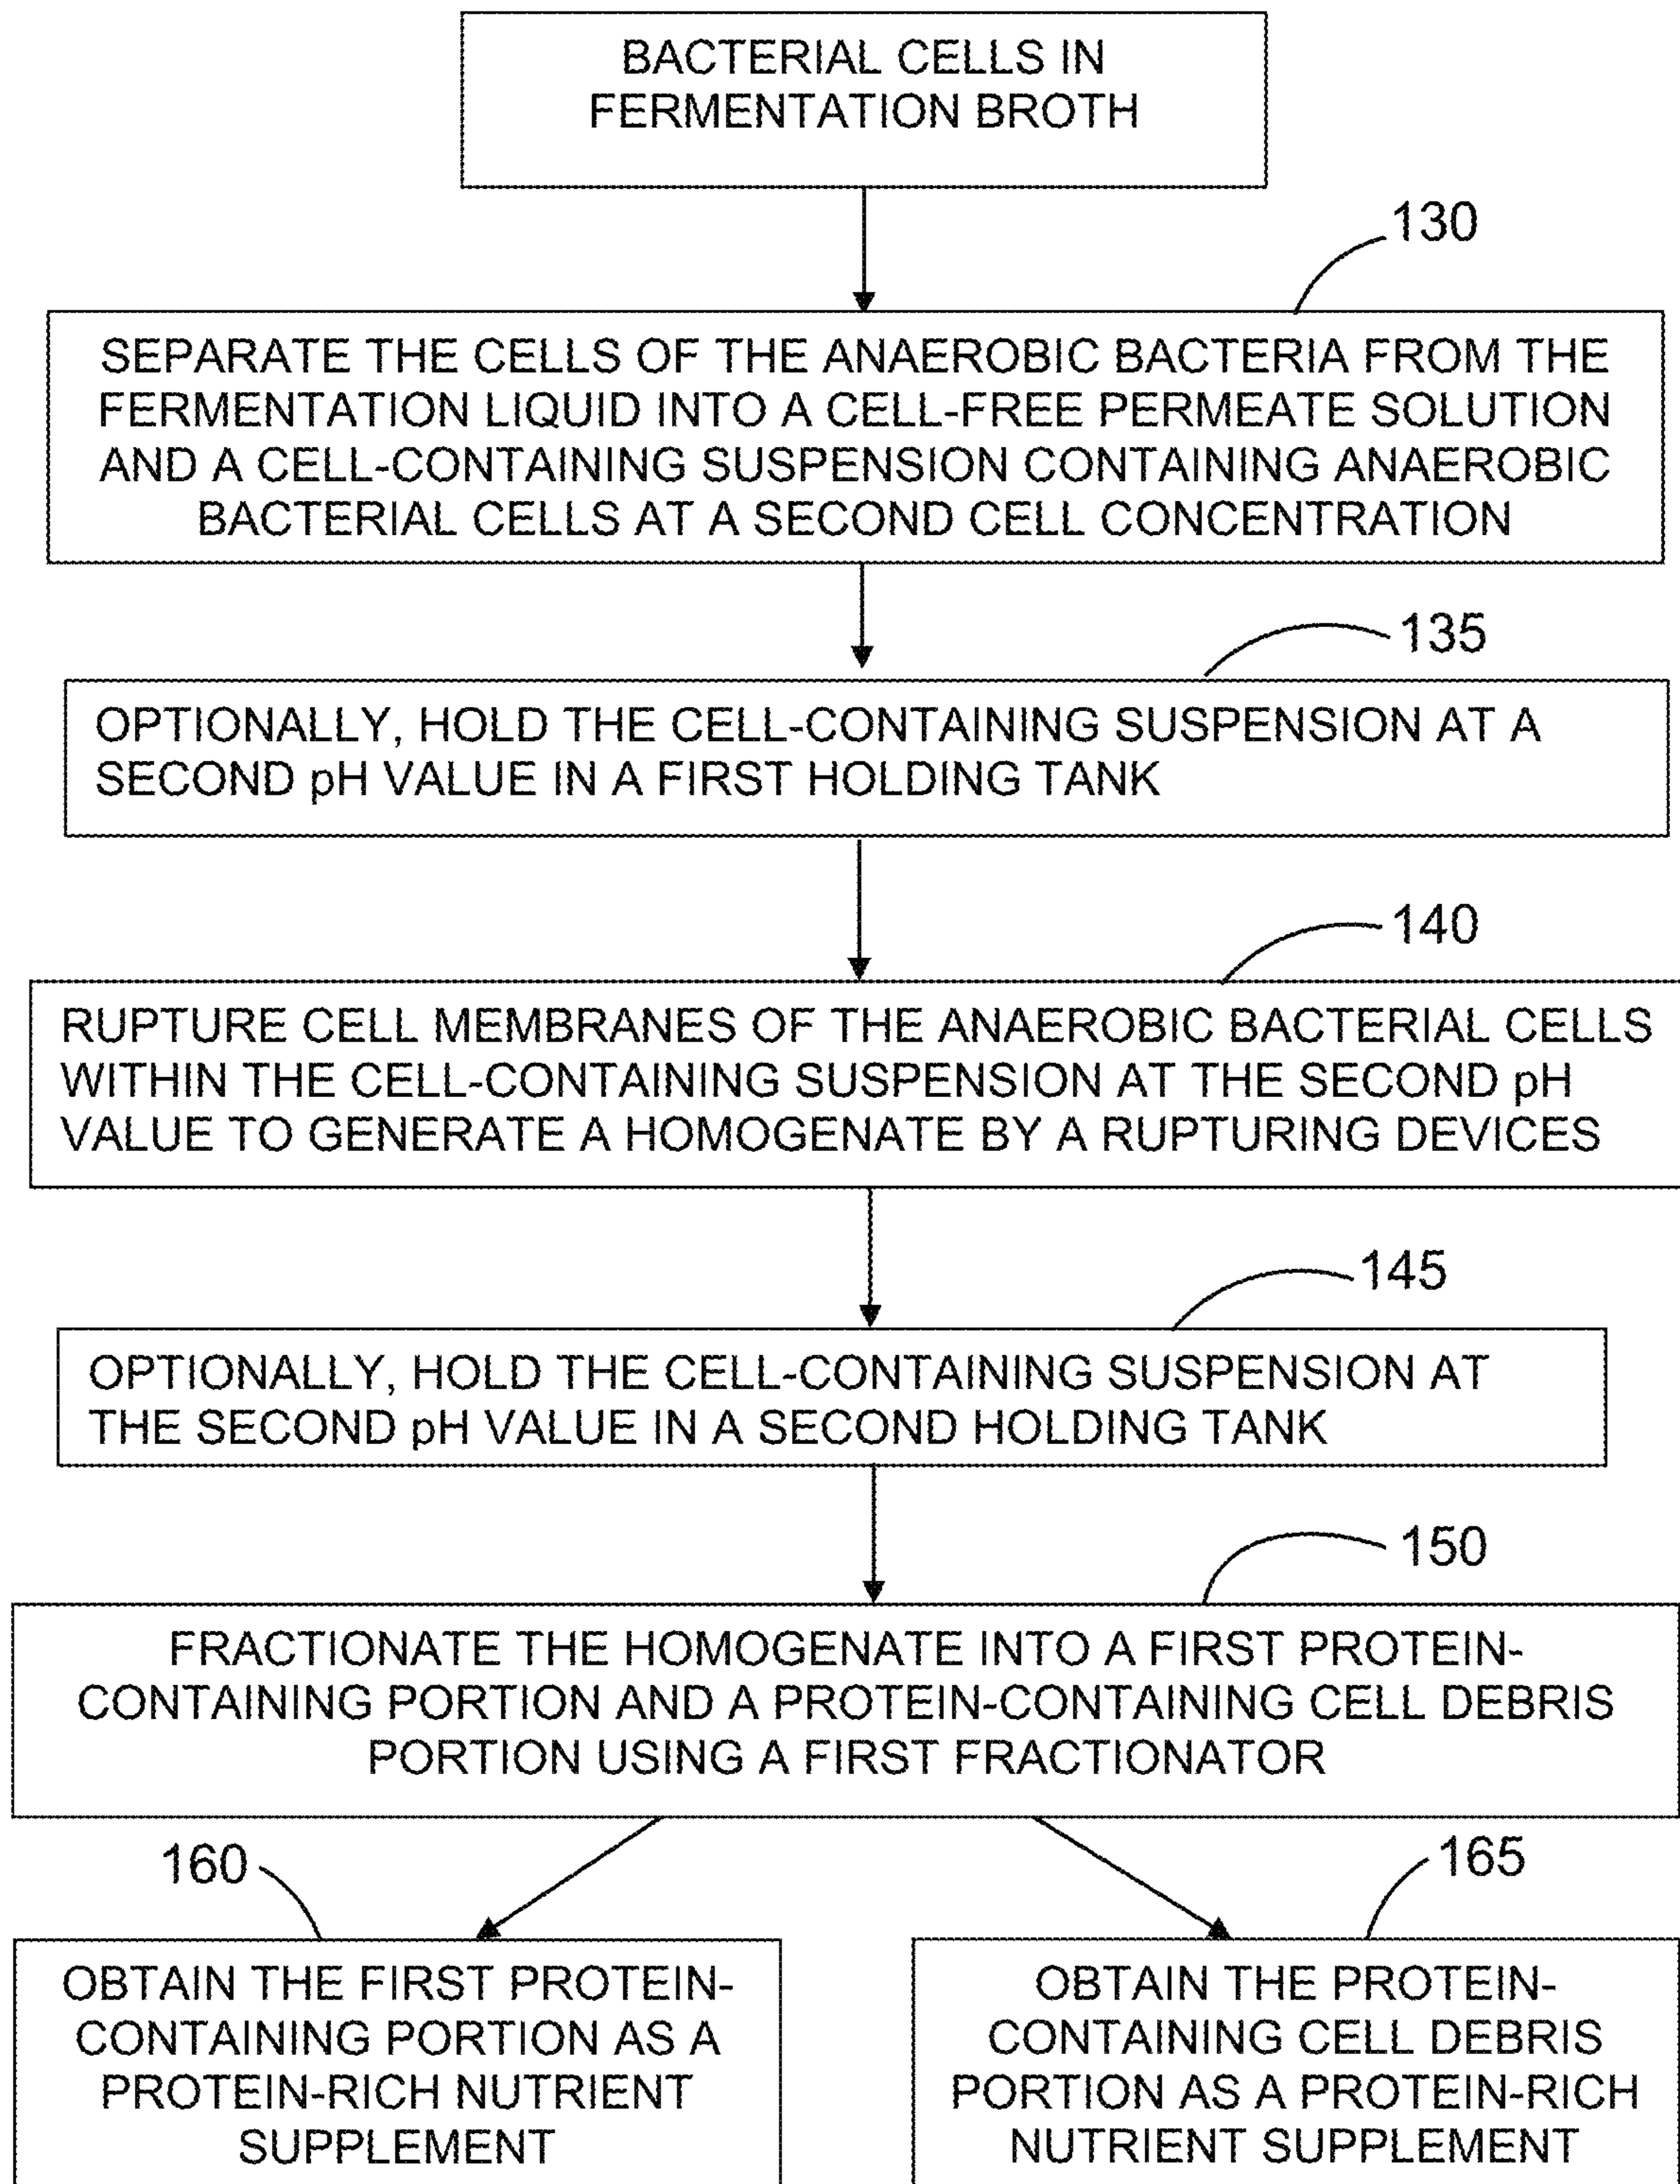 BACTERIAL CELLS IN
FERMENTATION BROTH
130
SEPARATE THE CELLS OF THE ANAEROBIC BACTERIA FROM THE
FERMENTATION LIQUID INTO A CELL-FREE PERMEATE SOLUTION
AND A CELL-CONTAINING SUSPENSION CONTAINING ANAEROBIC
BACTERIAL CELLS AT A SECOND CELL CONCENTRATION
135
OPTIONALLY, HOLD THE CELL-CONTAINING SUSPENSION AT A
SECOND pH VALUE IN A FIRST HOLDING TANK
140
RUPTURE CELL MEMBRANES OF THE ANAEROBIC BACTERIAL CELLS
WITHIN THE CELL-CONTAINING SUSPENSION AT THE SECOND pH
VALUE TO GENERATE A HOMOGENATE BY A RUPTURING DEVICES
145
OPTIONALLY, HOLD THE CELL-CONTAINING SUSPENSION AT
THE SECOND pH VALUE IN A SECOND HOLDING TANK
150
FRACTIONATE THE HOMOGENATE INTO A FIRST PROTEIN-
CONTAINING PORTION AND A PROTEIN-CONTAINING CELL DEBRIS
PORTION USING A FIRST FRACTIONATOR
160
OBTAIN THE FIRST PROTEIN-
CONTAINING PORTION AS A
PROTEIN-RICH NUTRIENT
SUPPLEMENT
165
OBTAIN THE PROTEIN-
CONTAINING CELL DEBRIS
PORTION AS A PROTEIN-RICH
NUTRIENT SUPPLEMENT